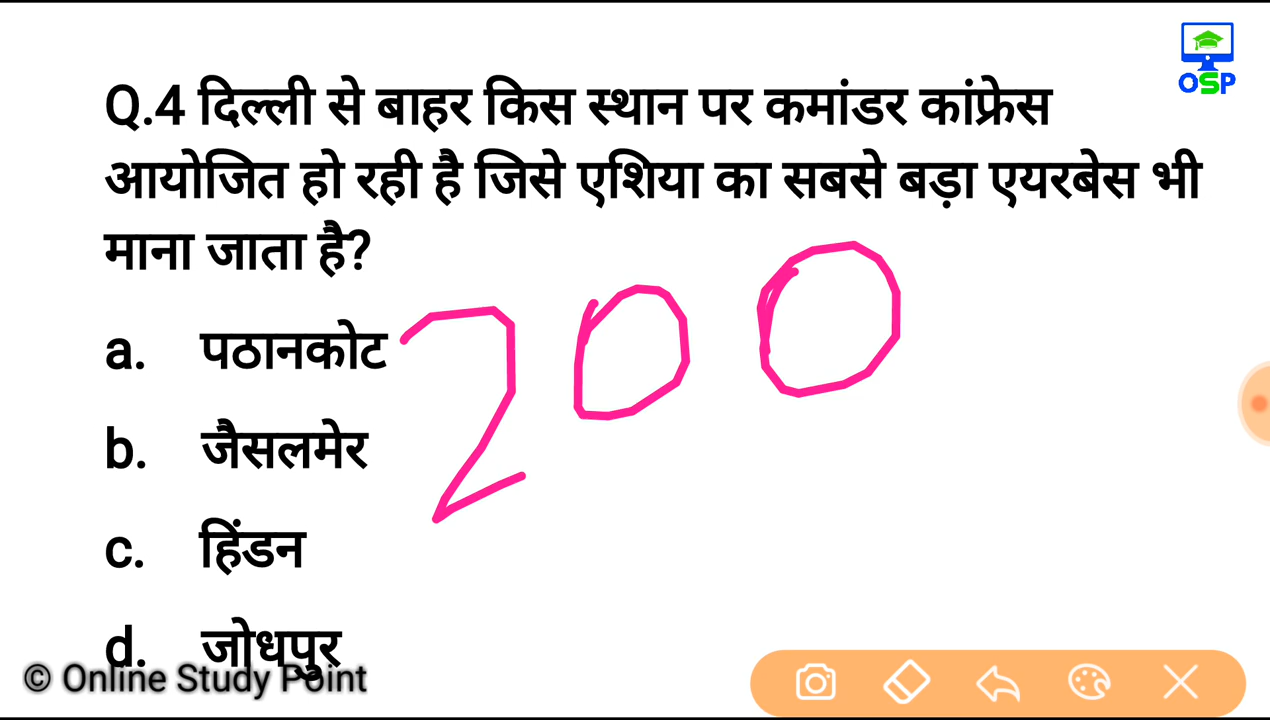 OSP
Q.4 दिल्ली से बाहर किस स्थान पर कमांडर कांफ्रेस
आयोजित हो रही है जिसे एशिया का सबसे बड़ा एयरबेस भी
माना जाता है?
200
a. पठानकोट
b. जैसलमेर
c. हिंडन
d. जोधपुर
© Online Study Point